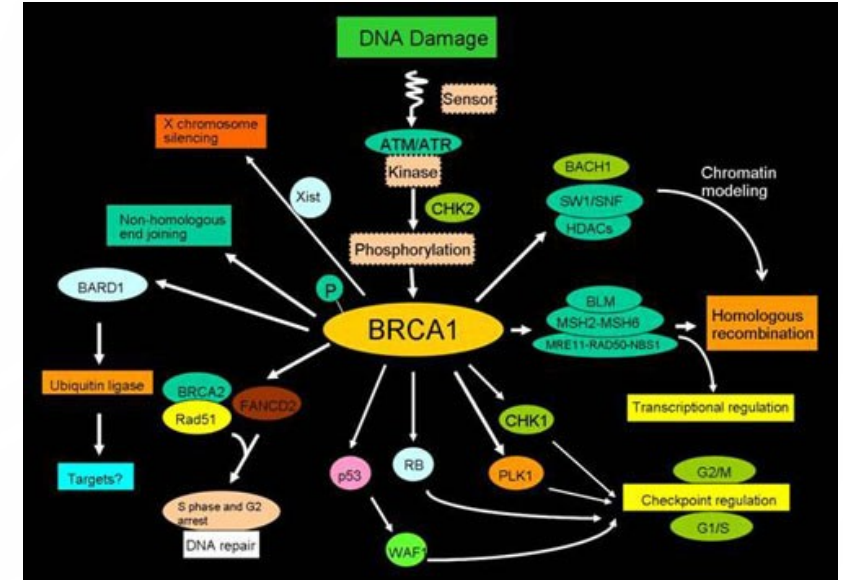 DNA Damage
Sensor
X chromosome
silencing
ATM/ATR
Kinase
BACH1
Chromatin
modeling
Xist
CHK2
SW1/SNF
HDACs
Non-homologous
end joining
Phosphorylation
BARD1
P
BRCA1
BLM
MSH2-MSH6
MRE11-RAD50-NBS1
Homologous
recombination
Ubiquitin ligase
BRCA2
Rad51
FANCD2
Transcriptional regulation
CHK1
Targets?
p53
RB
PLK1
G2/M
Checkpoint regulation
G1/S
S phase and G2
arrest
DNA repair
WAF1